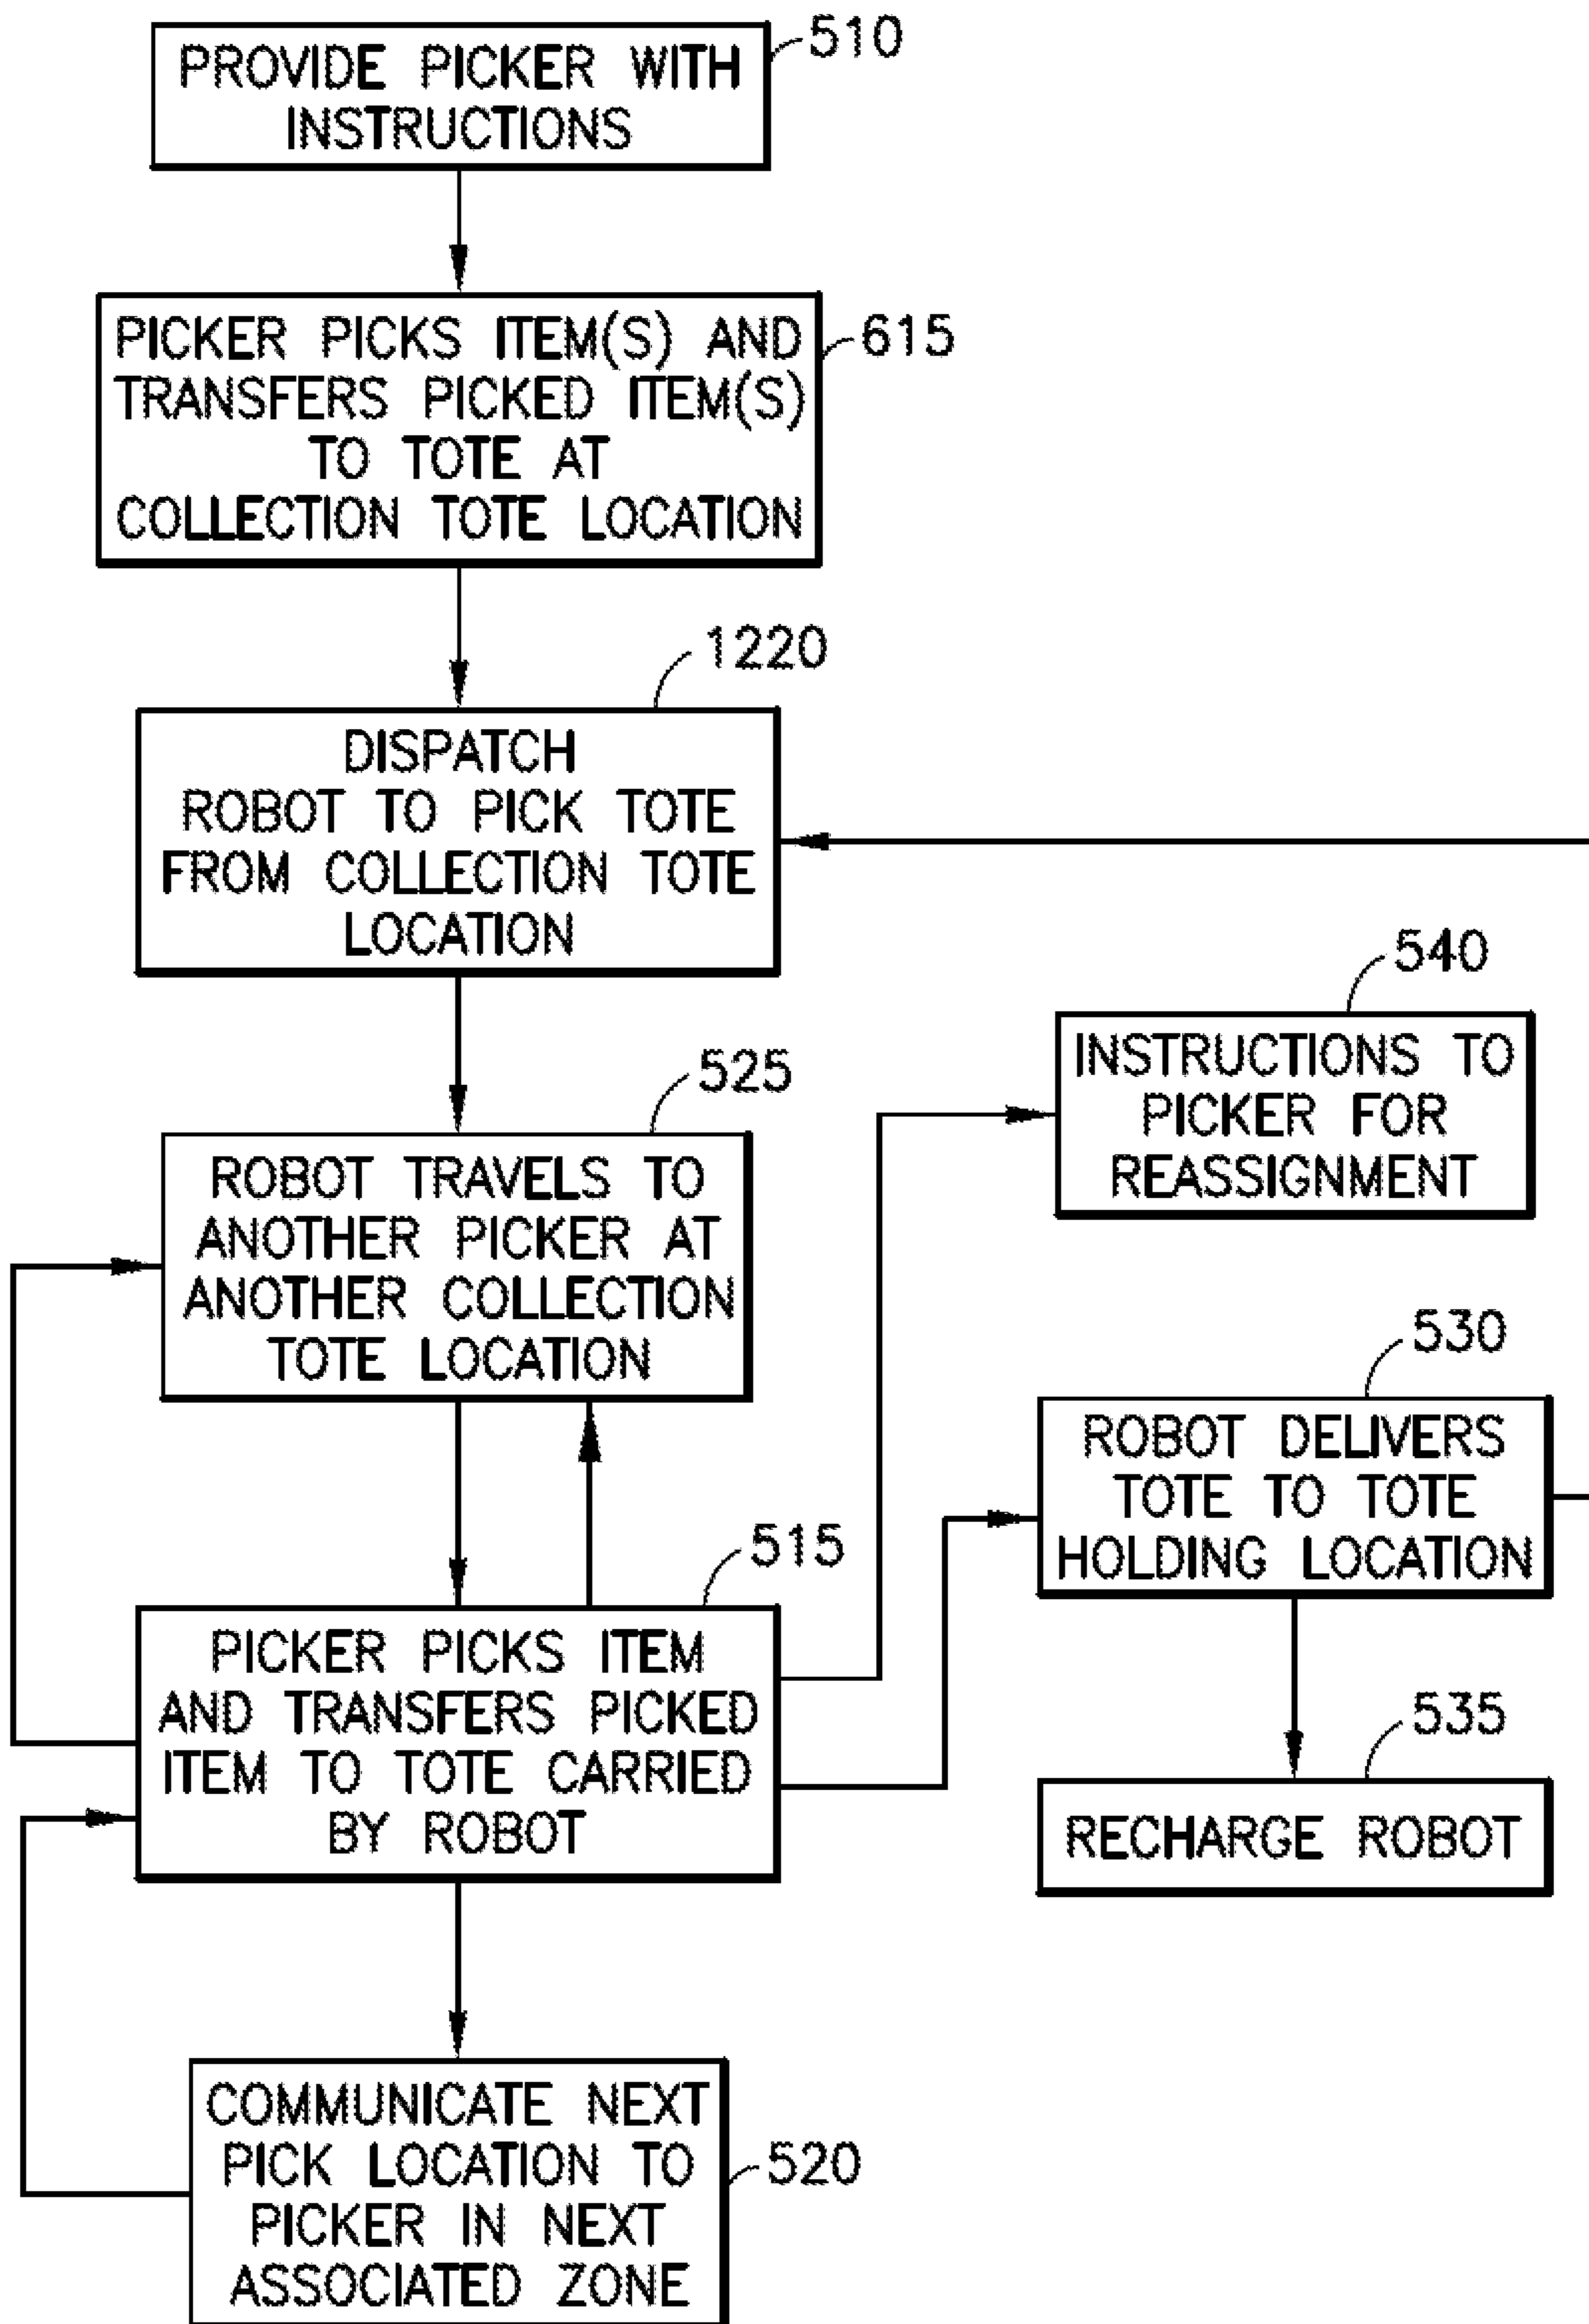 510
PROVIDE PICKER WITH
INSTRUCTIONS
615
PICKER PICKS ITEM(S) AND
TRANSFERS PICKED ITEM(S)
TO TOTE AT
COLLECTION TOTE LOCATION
1220
DISPATCH
ROBOT TO PICK TOTE
FROM COLLECTION TOTE
LOCATION
525
ROBOT TRAVELS TO
ANOTHER PICKER AT
ANOTHER COLLECTION
TOTE LOCATION
515
PICKER PICKS ITEM
AND TRANSFERS PICKED
ITEM TO TOTE CARRIED
BY ROBOT
520
COMMUNICATE NEXT
PICK LOCATION TO
PICKER IN NEXT
ASSOCIATED ZONE
540
INSTRUCTIONS TO
PICKER FOR
REASSIGNMENT
530
ROBOT DELIVERS
TOTE TO TOTE
HOLDING LOCATION
535
RECHARGE ROBOT